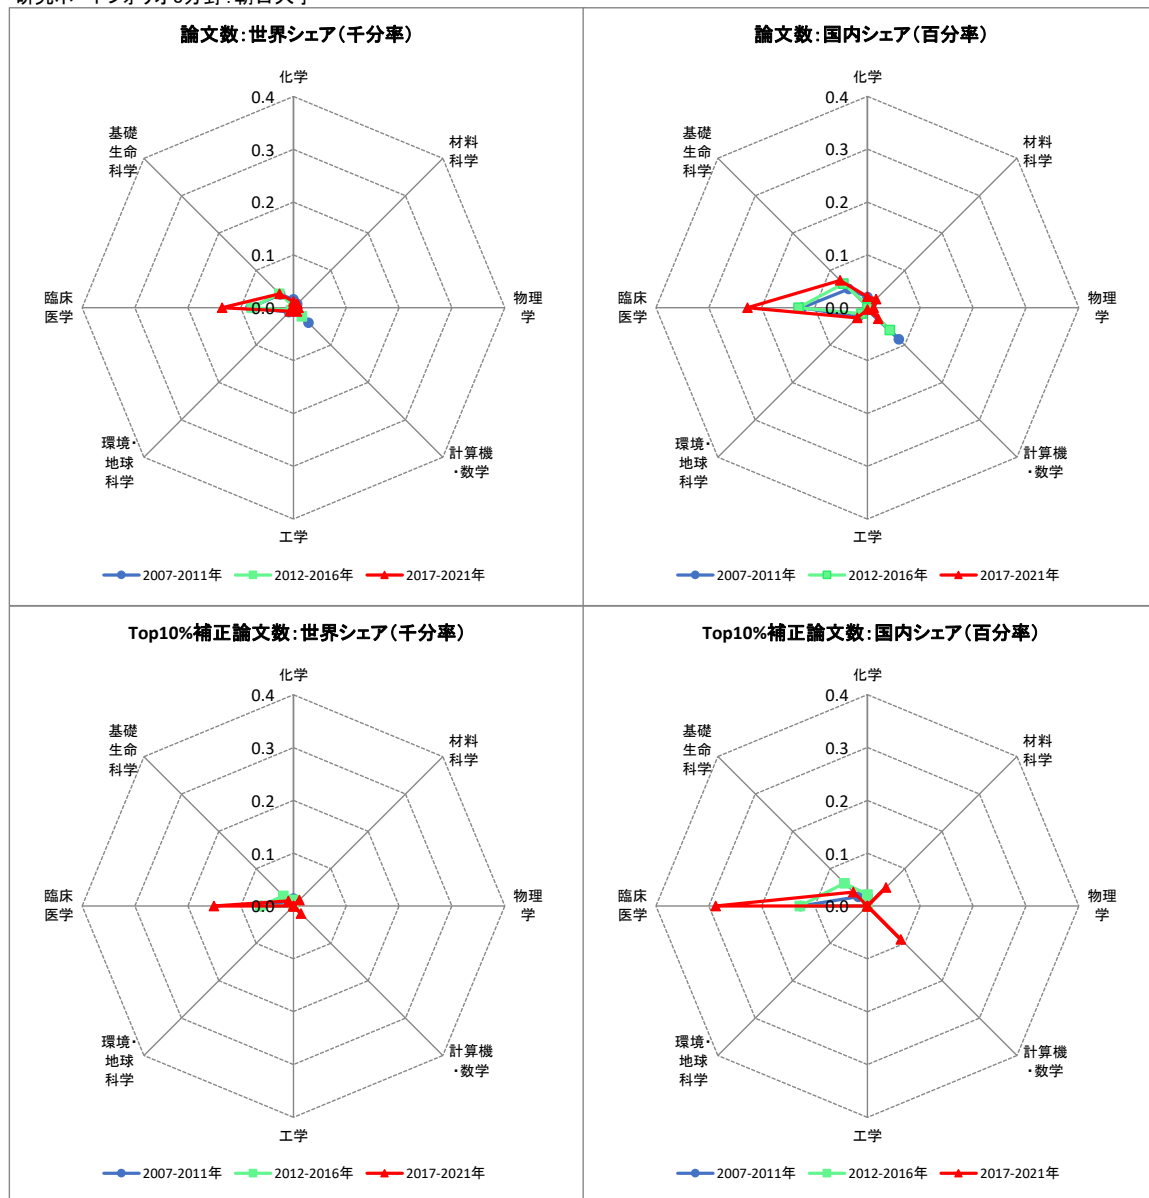 論文数：世界シェア（千分率）
化学
0.4
0.3
0.2
0.1
0.0
材料
科学
物理
学
計算機
・数学
工学
環境・
地球
科学
臨床
医学
基礎
生命
科学
2007-2011年
2012-2016年
2017-2021年
論文数：国内シェア（百分率）
化学
0.4
0.3
0.2
0.1
0.0
材料
科学
物理
学
計算機
・数学
工学
環境・
地球
科学
臨床
医学
基礎
生命
科学
2007-2011年
2012-2016年
2017-2021年
Top10%補正論文数：世界シェア（千分率）
化学
0.4
0.3
0.2
0.1
0.0
材料
科学
物理
学
計算機
・数学
工学
環境・
地球
科学
臨床
医学
基礎
生命
科学
2007-2011年
2012-2016年
2017-2021年
Top10%補正論文数：国内シェア（百分率）
化学
0.4
0.3
0.2
0.1
0.0
材料
科学
物理
学
計算機
・数学
工学
環境・
地球
科学
臨床
医学
基礎
生命
科学
2007-2011年
2012-2016年
2017-2021年